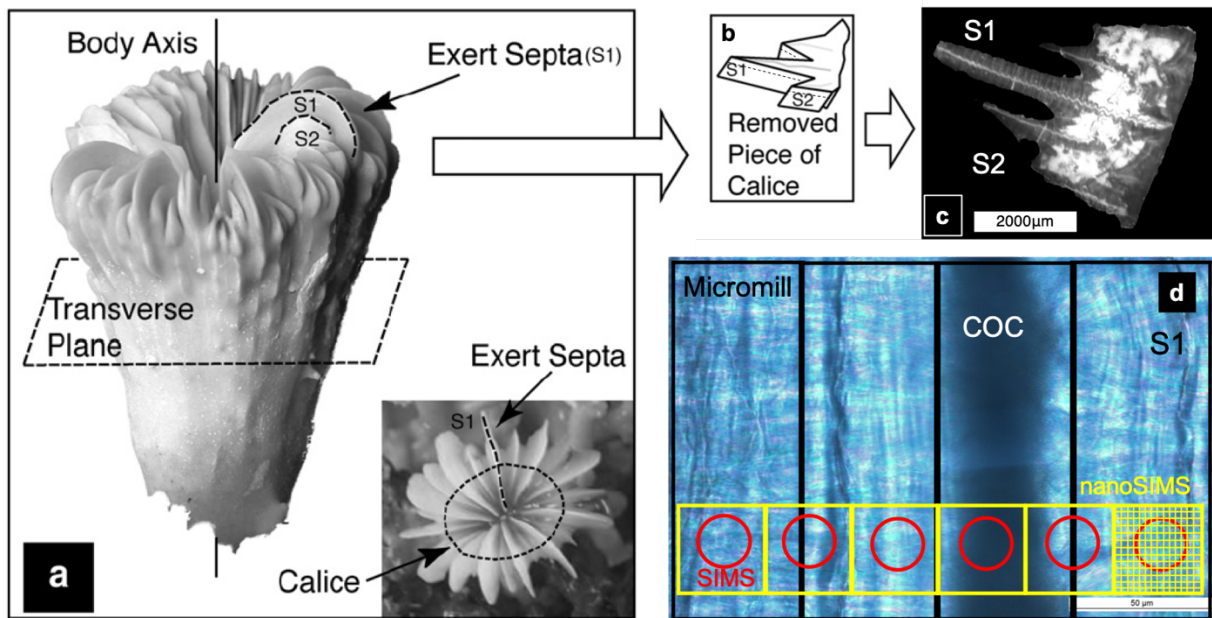 Body Axis
Exert Septa (S1)
S1
S2
Transverse
Plane
Exert Septa
S1
Calice
a
b
S1
S2
Removed
Piece of
Calice
S1
S2
c
2000µm
d
Micromill
COC
S1
nanoSIMS
SIMS
50 µm